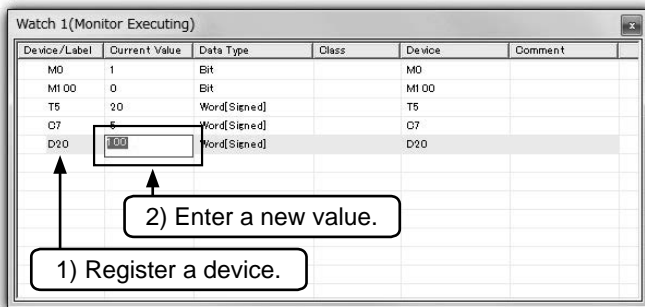 Watch 1(Monitor Executing)
Device/Label Current Value Data Type Class Device Comment
M0 1 Bit M0
M100 0 Bit M100
T5 20 Word[Signed] T5
C7 5 Word[Signed] C7
D20 100 Word[Signed] D20
2) Enter a new value.
1) Register a device.